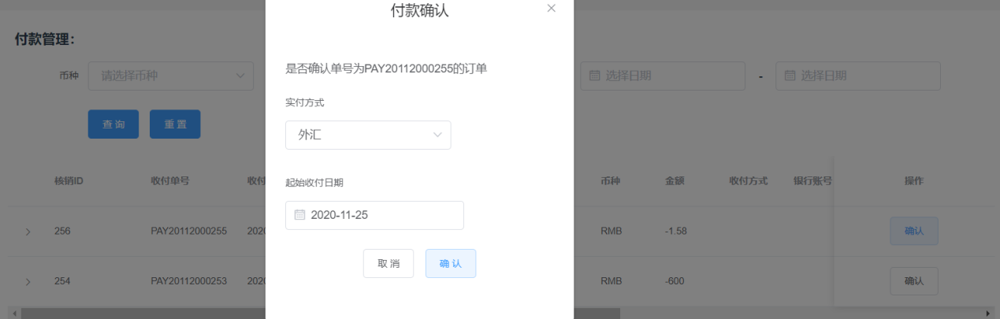 付款确认
付款管理：
是否确认单号为PAY20112000255的订单
币种 请选择币种 选择日期 - 选择日期
实付方式
查 询 重 置
外汇
核销ID 收付单号 收付 起始收付日期 币种 金额 收付方式 银行账号 操作
2020-11-25
256 PAY20112000255 202 RMB -1.58 确认
取 消 确 认
254 PAY20112000253 202 RMB -600 确认